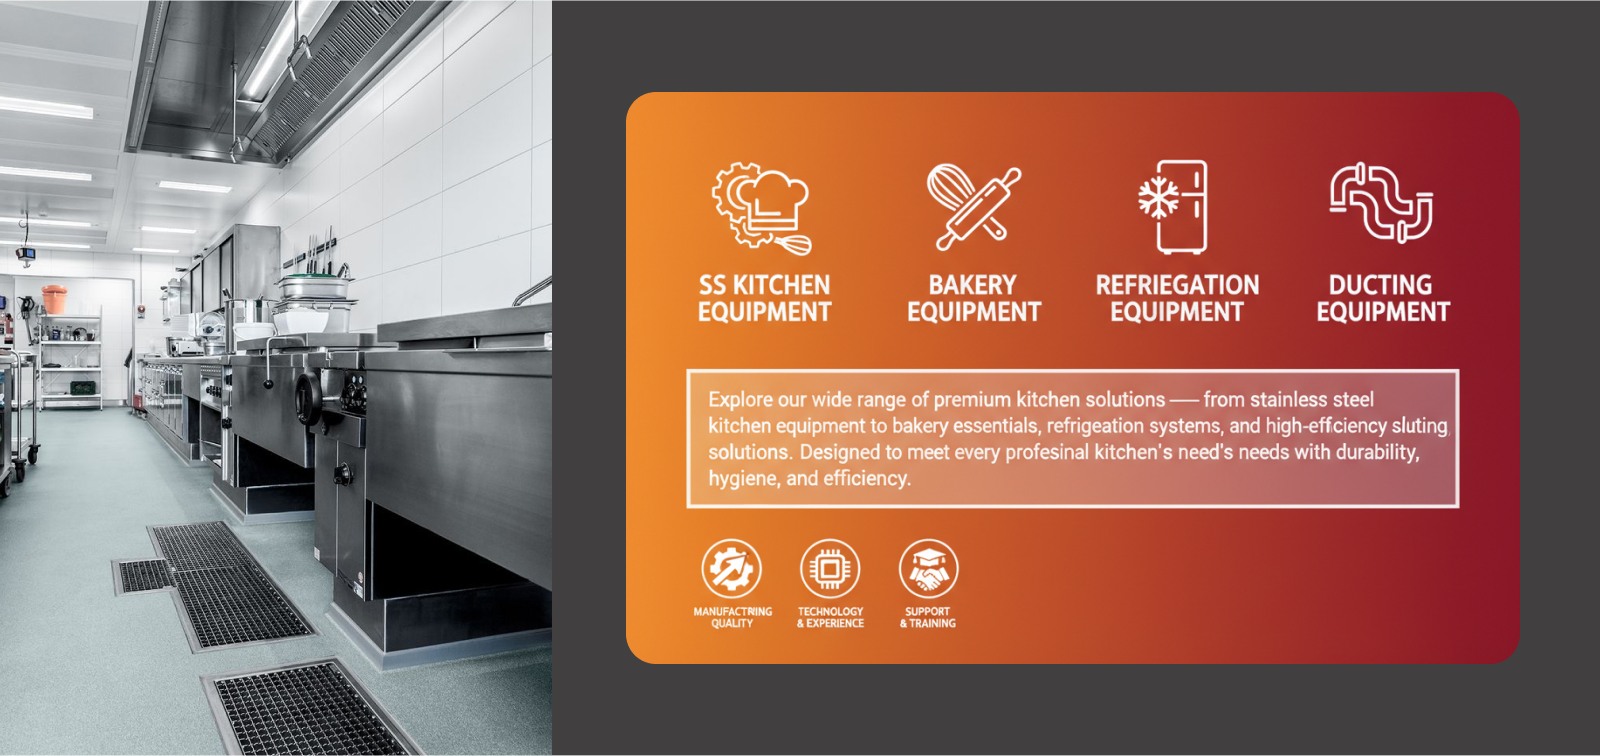 SS KITCHEN
EQUIPMENT
BAKERY
EQUIPMENT
REFRIEGATION
EQUIPMENT
DUCTING
EQUIPMENT
Explore our wide range of premium kitchen solutions — from stainless steel
kitchen equipment to bakery essentials, refrigeation systems, and high-effciency sluting,
solutions. Designed to meet every profesinal kitchen's need's needs with durability,
hygiene, and efficiency.
MANUFACTRING
QUALITY
TECHNOLOGY
& EXPERIENCE
SUPPORT
& TRAINING